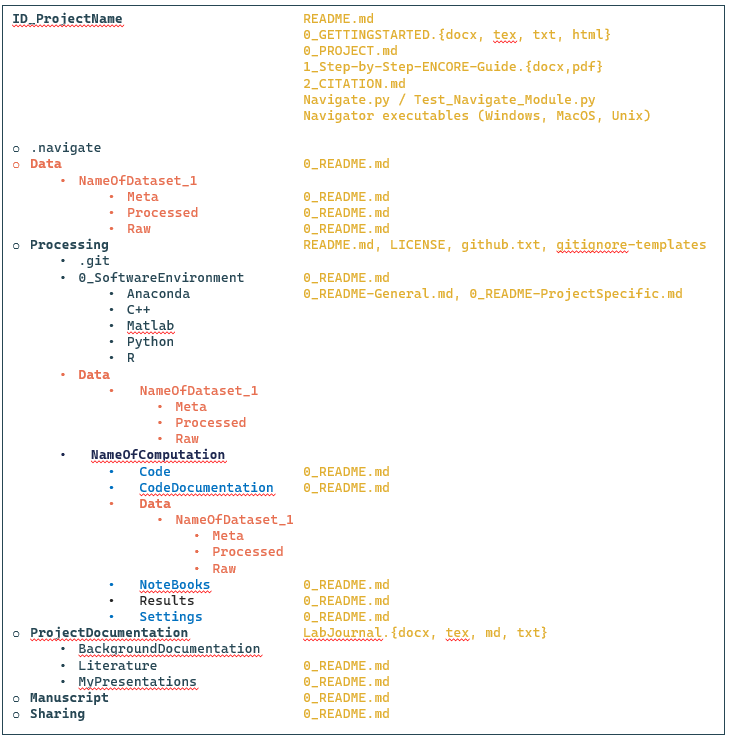 ID_ProjectName README.md
0_GETTINGSTARTED.{docx, tex, txt, html}
0_PROJECT.md
1_Step-by-Step-ENCORE-Guide.{docx,pdf}
2_CITATION.md
Navigate.py / Test_Navigate_Module.py
Navigator executables (Windows, MacOS, Unix)
○ .navigate
○ Data 0_README.md
• NameOfDataset_1
• Meta 0_README.md
• Processed 0_README.md
• Raw 0_README.md
○ Processing README.md, LICENSE, github.txt, gitignore-templates
• .git
• 0_SoftwareEnvironment 0_README.md
• Anaconda 0_README-General.md, 0_README-ProjectSpecific.md
• C++
• Matlab
• Python
• R
• Data
• NameOfDataset_1
• Meta
• Processed
• Raw
• NameOfComputation
• Code 0_README.md
• CodeDocumentation 0_README.md
• Data
• NameOfDataset_1
• Meta
• Processed
• Raw
• NoteBooks 0_README.md
• Results 0_README.md
• Settings 0_README.md
○ ProjectDocumentation LabJournal.{docx, tex, md, txt}
• BackgroundDocumentation
• Literature 0_README.md
• MyPresentations 0_README.md
○ Manuscript 0_README.md
○ Sharing 0_README.md